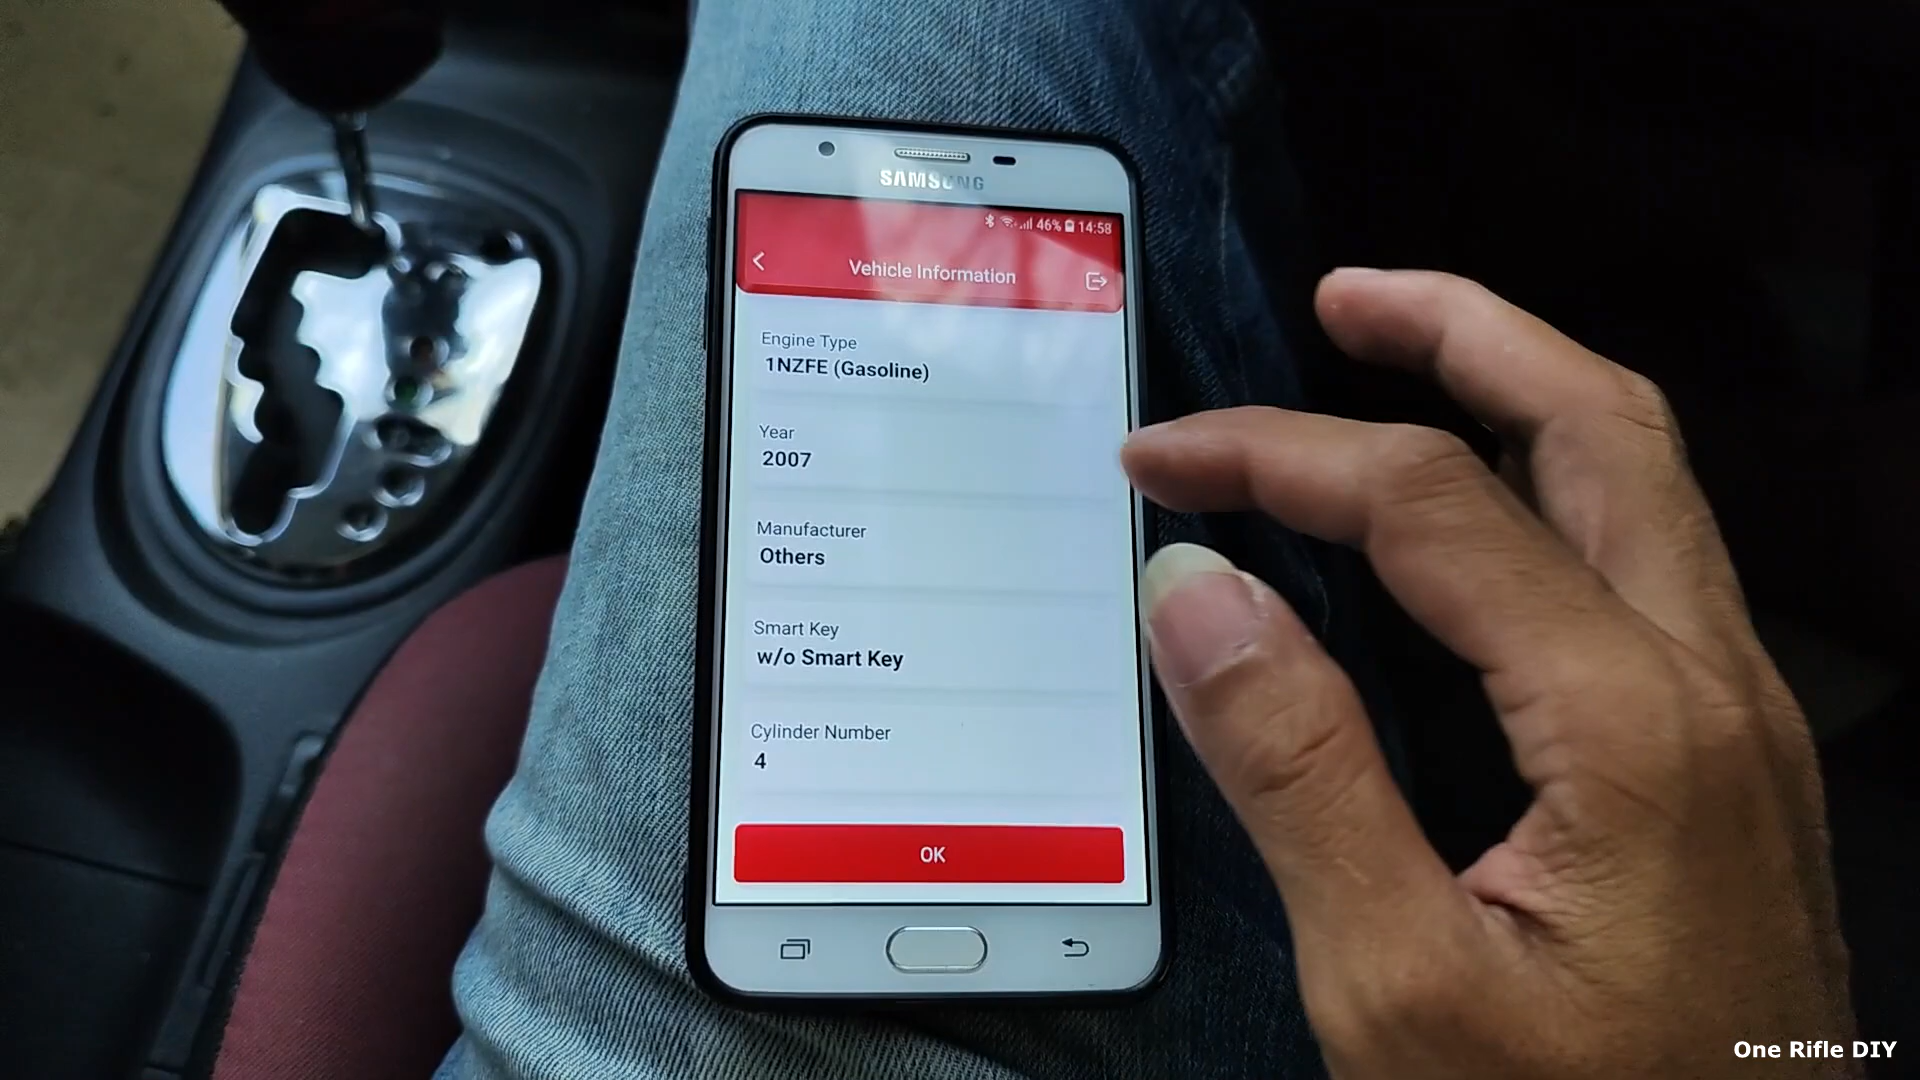 SAMSUNG
46% 14:58
Vehicle Information
Engine Type
1NZFE (Gasoline)
Year
2007
Manufacturer
Others
Smart Key
w/o Smart Key
Cylinder Number
4
OK
One Rifle DIY